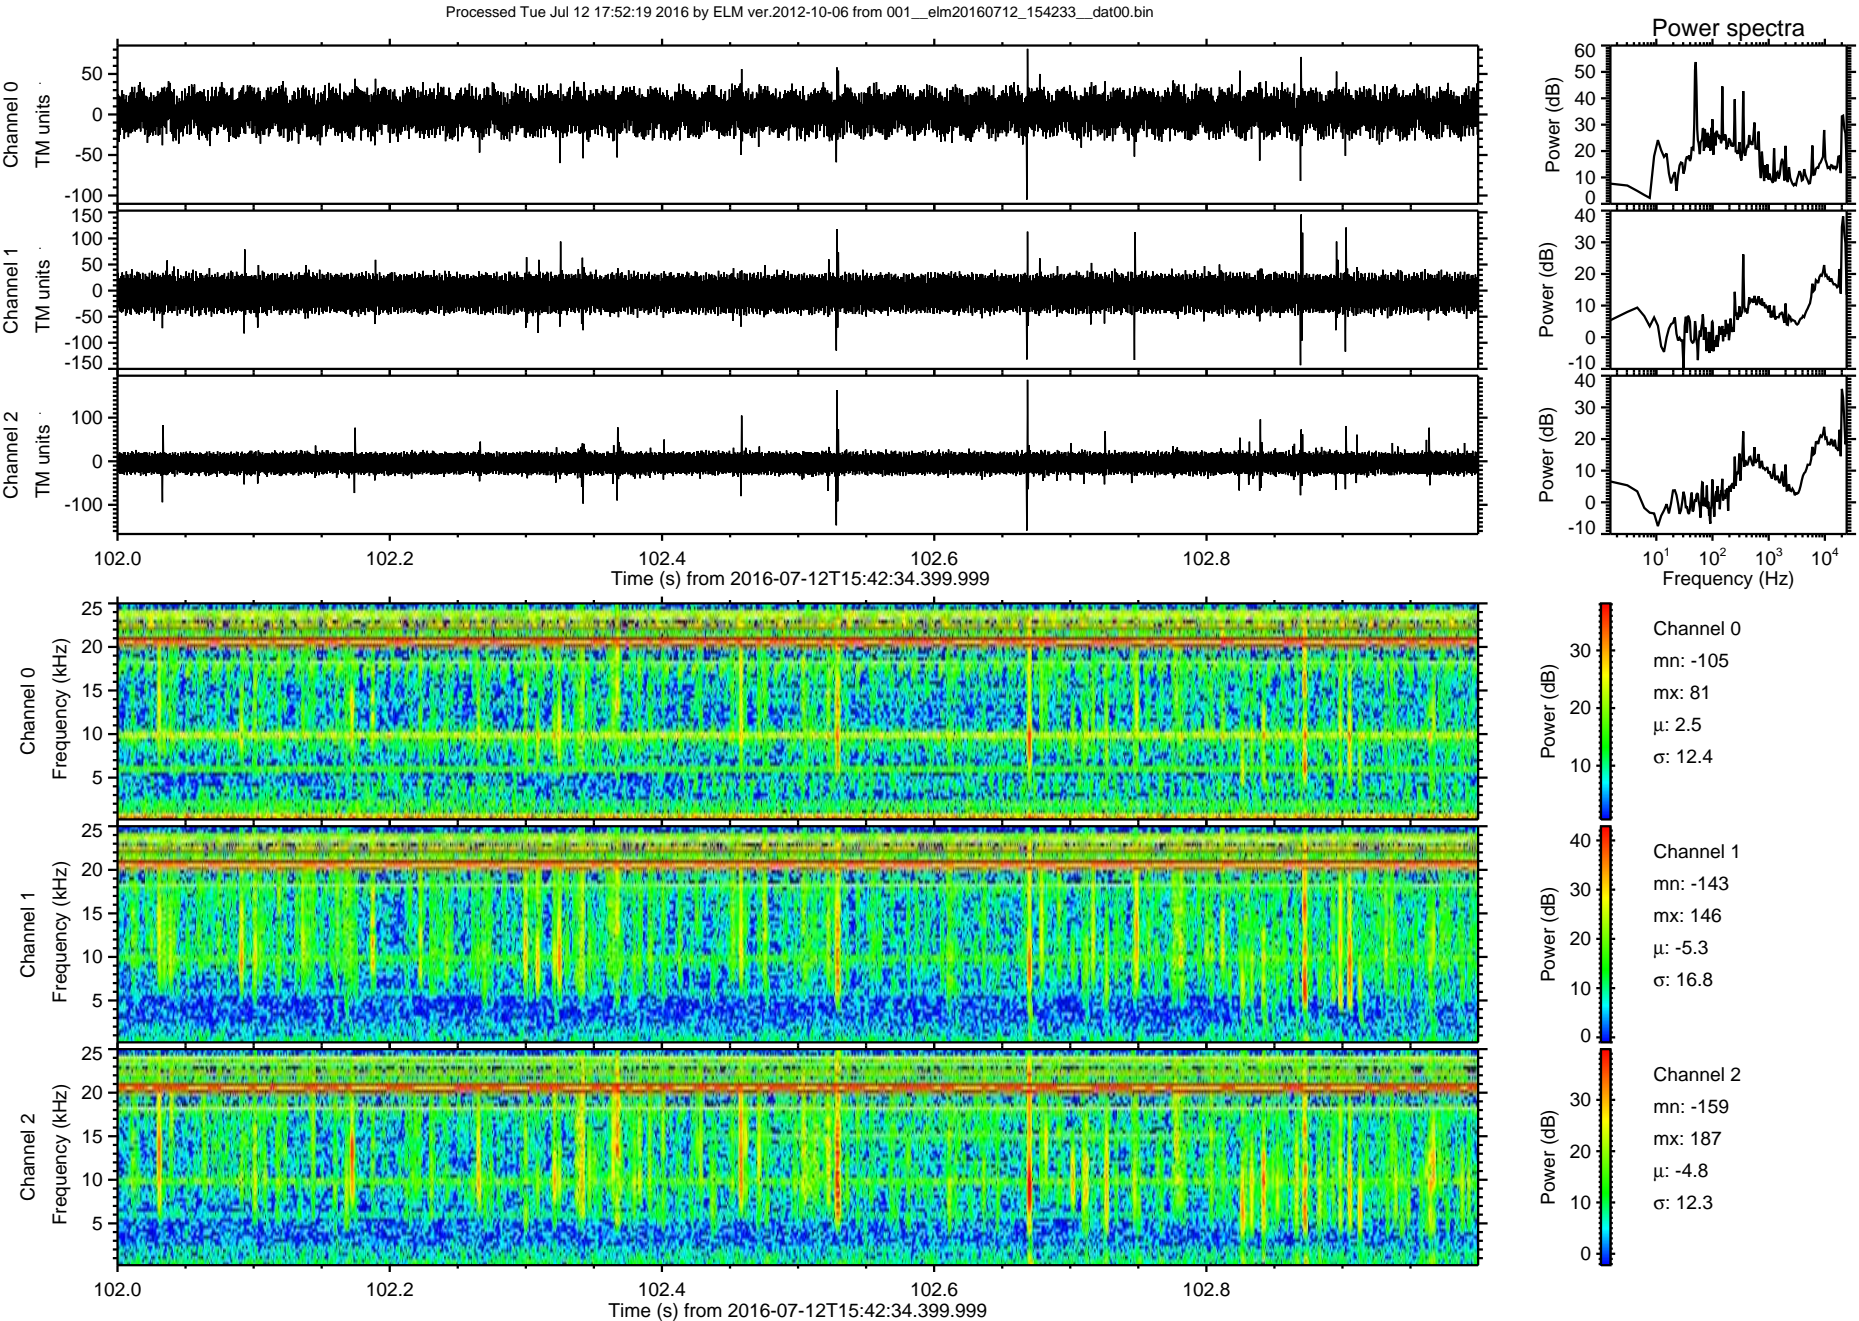 Processed Tue Jul 12 17:52:19 2016 by ELM ver.2012-10-06 from 001__elm20160712_154233__dat00.bin
Power spectra
Channel 0
TM units
50
0
-50
-100
Power (dB)
60
50
40
30
20
10
0
Channel 1
TM units
150
100
50
0
-50
-100
-150
Power (dB)
40
30
20
10
0
-10
Channel 2
TM units
100
0
-100
Power (dB)
40
30
20
10
0
-10
102.0
102.2
102.4
102.6
102.8
Time (s) from 2016-07-12T15:42:34.399.999
10¹
10²
10³
10⁴
Frequency (Hz)
Channel 0
Frequency (kHz)
25
20
15
10
5
Power (dB)
30
20
10
Channel 0
mn: -105
mx: 81
μ: 2.5
σ: 12.4
Channel 1
Frequency (kHz)
25
20
15
10
5
Power (dB)
40
30
20
10
0
Channel 1
mn: -143
mx: 146
μ: -5.3
σ: 16.8
Channel 2
Frequency (kHz)
25
20
15
10
5
Power (dB)
30
20
10
0
Channel 2
mn: -159
mx: 187
μ: -4.8
σ: 12.3
102.0
102.2
102.4
102.6
102.8
Time (s) from 2016-07-12T15:42:34.399.999